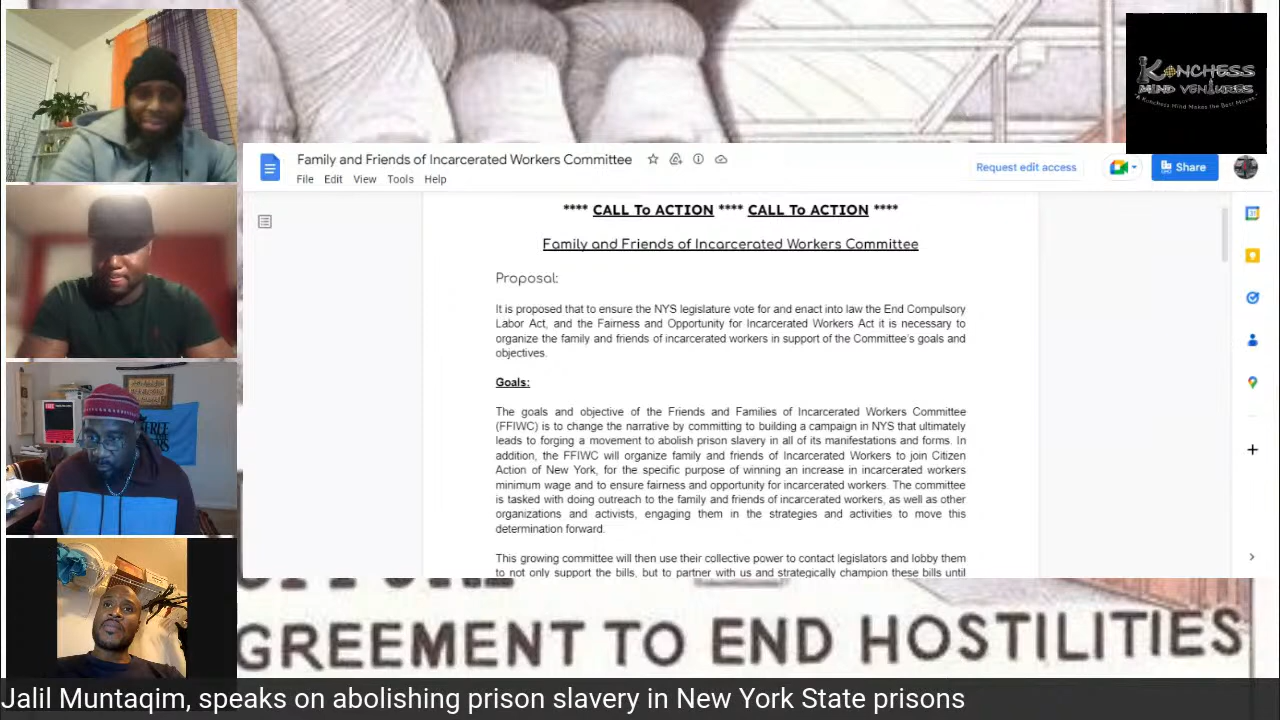 KONCHESS
MIND VENTURES
"A Konchess Mind Makes the Best Moves."
Family and Friends of Incarcerated Workers Committee
File Edit View Tools Help
Request edit access
Share
**** CALL To ACTION **** CALL To ACTION ****
Family and Friends of Incarcerated Workers Committee
Proposal:
It is proposed that to ensure the NYS legislature vote for and enact into law the End Compulsory
Labor Act, and the Fairness and Opportunity for Incarcerated Workers Act it is necessary to
organize the family and friends of incarcerated workers in support of the Committee's goals and
objectives.
Goals:
The goals and objective of the Friends and Families of Incarcerated Workers Committee
(FFIWC) is to change the narrative by committing to building a campaign in NYS that ultimately
leads to forging a movement to abolish prison slavery in all of its manifestations and forms. In
addition, the FFIWC will organize family and friends of Incarcerated Workers to join Citizen
Action of New York, for the specific purpose of winning an increase in incarcerated workers
minimum wage and to ensure fairness and opportunity for incarcerated workers. The committee
is tasked with doing outreach to the family and friends of incarcerated workers, as well as other
organizations and activists, engaging them in the strategies and activities to move this
determination forward.
This growing committee will then use their collective power to contact legislators and lobby them
to not only support the bills, but to partner with us and strategically champion these bills until
FREE
GREEMENT TO END HOSTILITIES
Jalil Muntaqim, speaks on abolishing prison slavery in New York State prisons